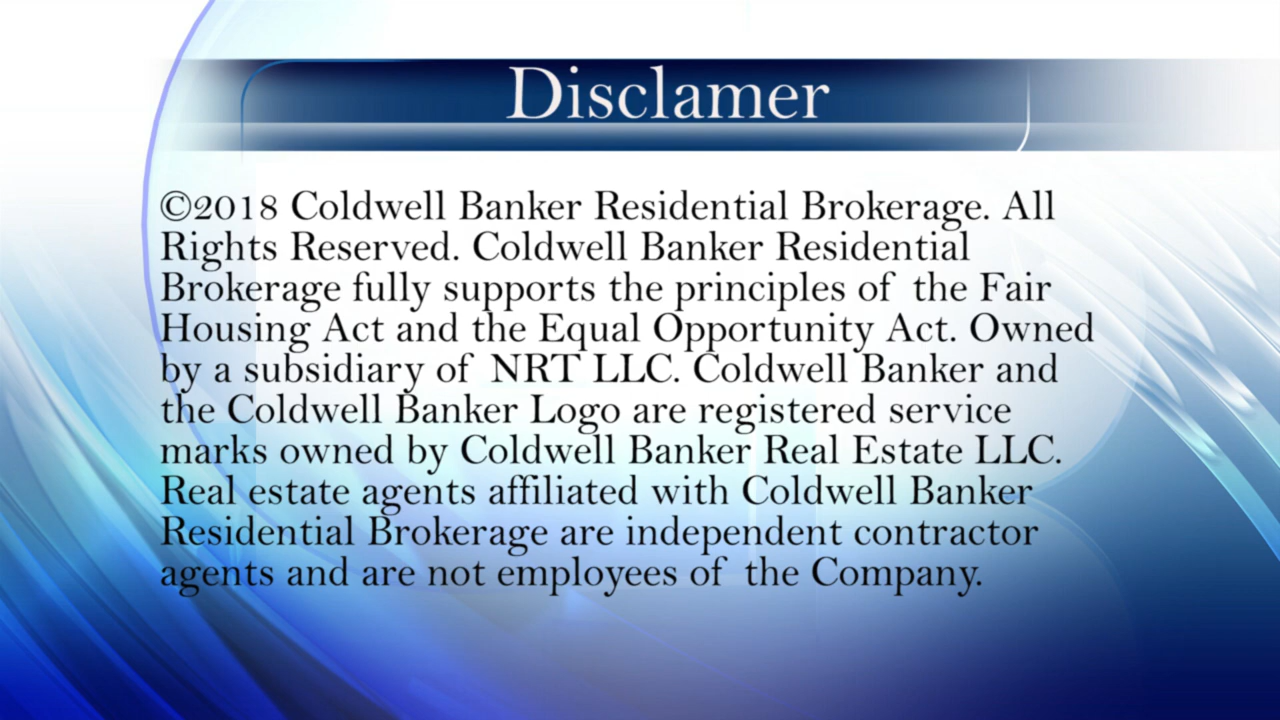 Disclamer
©2018 Coldwell Banker Residential Brokerage. All
Rights Reserved. Coldwell Banker Residential
Brokerage fully supports the principles of the Fair
Housing Act and the Equal Opportunity Act. Owned
by a subsidiary of NRT LLC. Coldwell Banker and
the Coldwell Banker Logo are registered service
marks owned by Coldwell Banker Real Estate LLC.
Real estate agents affiliated with Coldwell Banker
Residential Brokerage are independent contractor
agents and are not employees of the Company.